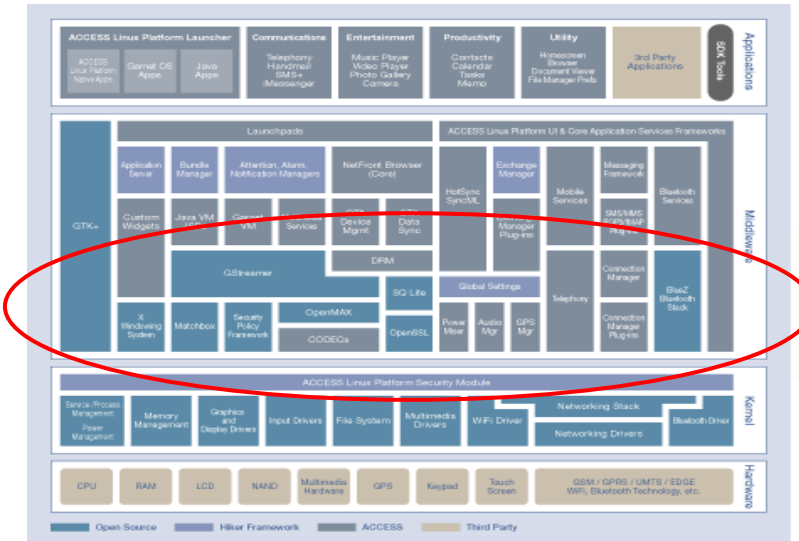 ACCESS Linux Platform Launcher
ACCESS
Linux Platform
Native Apps
Garnet OS
Apps
Java
Apps
Communications
Telephony
Handmail
SMS+
iMessenger
Entertainment
Music Player
Video Player
Photo Gallery
Camera
Productivity
Contacts
Calendar
Tasks
Memo
Utility
Homescreen
Browser
Document Viewer
File Manager Prefs
3rd Party
Applications
SDK Tools
Applications
Launchpads
ACCESS Linux Platform UI & Core Application Services Frameworks
GTK+
Application
Server
Bundle
Manager
Attention, Alarm,
Notification Managers
NetFront Browser
(Core)
HotSync
SyncML
Exchange
Manager
Mobile
Services
Messaging
Framework
Bluetooth
Services
Custom
Widgets
Java VM
Garnet
VM
Services
Device
Mgmt
Data
Sync
Manager
Plug-ins
SMS/MMS
POP3/IMAP
Plug-ins
Middleware
DRM
GStreamer
SQ-Lite
Global Settings
Telephony
Connection
Manager
BlueZ
Bluetooth
Stack
X
Windowing
System
Matchbox
Security
Policy
Framework
OpenMAX
CODECs
OpenSSL
Power
Miser
Audio
Mgr
GPS
Mgr
Connection
Manager
Plug-ins
ACCESS Linux Platform Security Module
Service/Process
Management
Power
Management
Memory
Management
Graphics
and
Display Drivers
Input Drivers
File System
Multimedia
Drivers
WiFi Driver
Networking Stack
Networking Drivers
Bluetooth Driver
Kernel
CPU
RAM
LCD
NAND
Multimedia
Hardware
GPS
Keypad
Touch
Screen
GSM / GPRS / UMTS / EDGE
WiFi, Bluetooth Technology, etc.
Hardware
Open Source
Hiker Framework
ACCESS
Third Party